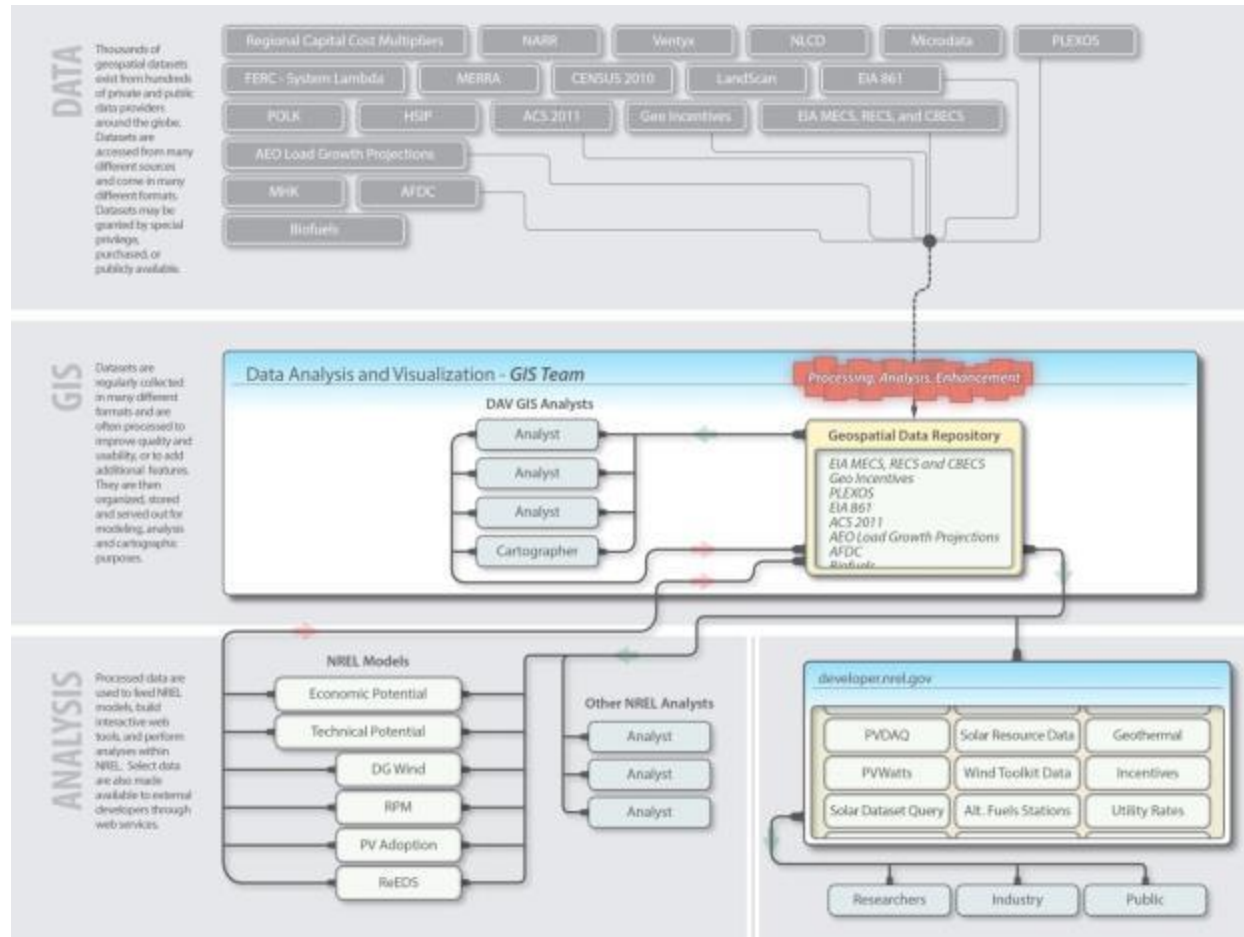 DATA
Thousands of
geospatial datasets
exist from hundreds
of private and public
data providers
around the globe.
Datasets are
accessed from many
different sources
and come in many
different formats.
Datasets may be
granted by special
privilege,
purchased, or
publicly available.
Regional Capital Cost Multipliers
NARR
Ventyx
NLCD
Microdata
PLEXOS
FERC - System Lambda
MERRA
CENSUS 2010
LandScan
EIA 861
POLK
HSIP
ACS 2011
Geo Incentives
EIA MECS, RECS, and CBECS
AEO Load Growth Projections
MHK
AFDC
Biofuels
GIS
Datasets are
regularly collected
in many different
formats and are
often processed to
improve quality and
usability, or to add
additional features.
They are then
organized, stored
and served out for
modeling, analysis
and cartographic
purposes.
Data Analysis and Visualization - GIS Team
Processing, Analysis, Enhancement
DAV GIS Analysts
Analyst
Analyst
Analyst
Cartographer
Geospatial Data Repository
EIA MECS, RECS and CBECS
Geo Incentives
PLEXOS
EIA 861
ACS 2011
AEO Load Growth Projections
AFDC
Biofuels
ANALYSIS
Processed data are
used to feed NREL
models, build
interactive web
tools, and perform
analyses within
NREL. Select data
are also made
available to external
developers through
web services.
NREL Models
Economic Potential
Technical Potential
DG Wind
RPM
PV Adoption
ReEDS
Other NREL Analysts
Analyst
Analyst
Analyst
developer.nrel.gov
PVDAQ
Solar Resource Data
Geothermal
PVWatts
Wind Toolkit Data
Incentives
Solar Dataset Query
Alt. Fuels Stations
Utility Rates
Researchers
Industry
Public